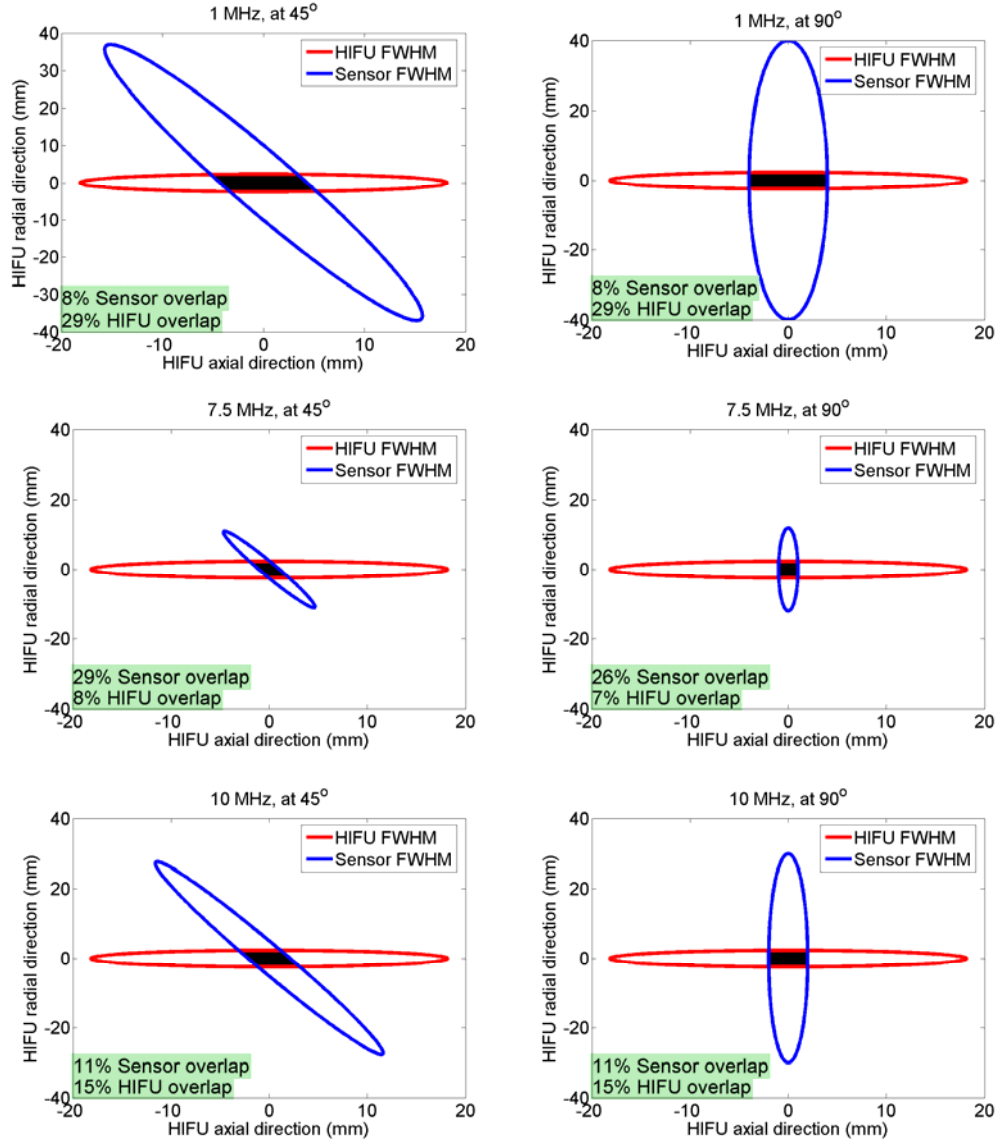 1 MHz, at 45°
HIFU FWHM
Sensor FWHM
HIFU radial direction (mm)
40
30
20
10
0
-10
-20
-30
-40
8% Sensor overlap
29% HIFU overlap
-20
-10
0
10
20
HIFU axial direction (mm)
1 MHz, at 90°
HIFU FWHM
Sensor FWHM
HIFU radial direction (mm)
40
20
0
-20
-40
8% Sensor overlap
29% HIFU overlap
-20
-10
0
10
20
HIFU axial direction (mm)
7.5 MHz, at 45°
HIFU FWHM
Sensor FWHM
HIFU radial direction (mm)
40
20
0
-20
-40
29% Sensor overlap
8% HIFU overlap
-20
-10
0
10
20
HIFU axial direction (mm)
7.5 MHz, at 90°
HIFU FWHM
Sensor FWHM
HIFU radial direction (mm)
40
20
0
-20
-40
26% Sensor overlap
7% HIFU overlap
-20
-10
0
10
20
HIFU axial direction (mm)
10 MHz, at 45°
HIFU FWHM
Sensor FWHM
HIFU radial direction (mm)
40
20
0
-20
-40
11% Sensor overlap
15% HIFU overlap
-20
-10
0
10
20
HIFU axial direction (mm)
10 MHz, at 90°
HIFU FWHM
Sensor FWHM
HIFU radial direction (mm)
40
20
0
-20
-40
11% Sensor overlap
15% HIFU overlap
-20
-10
0
10
20
HIFU axial direction (mm)